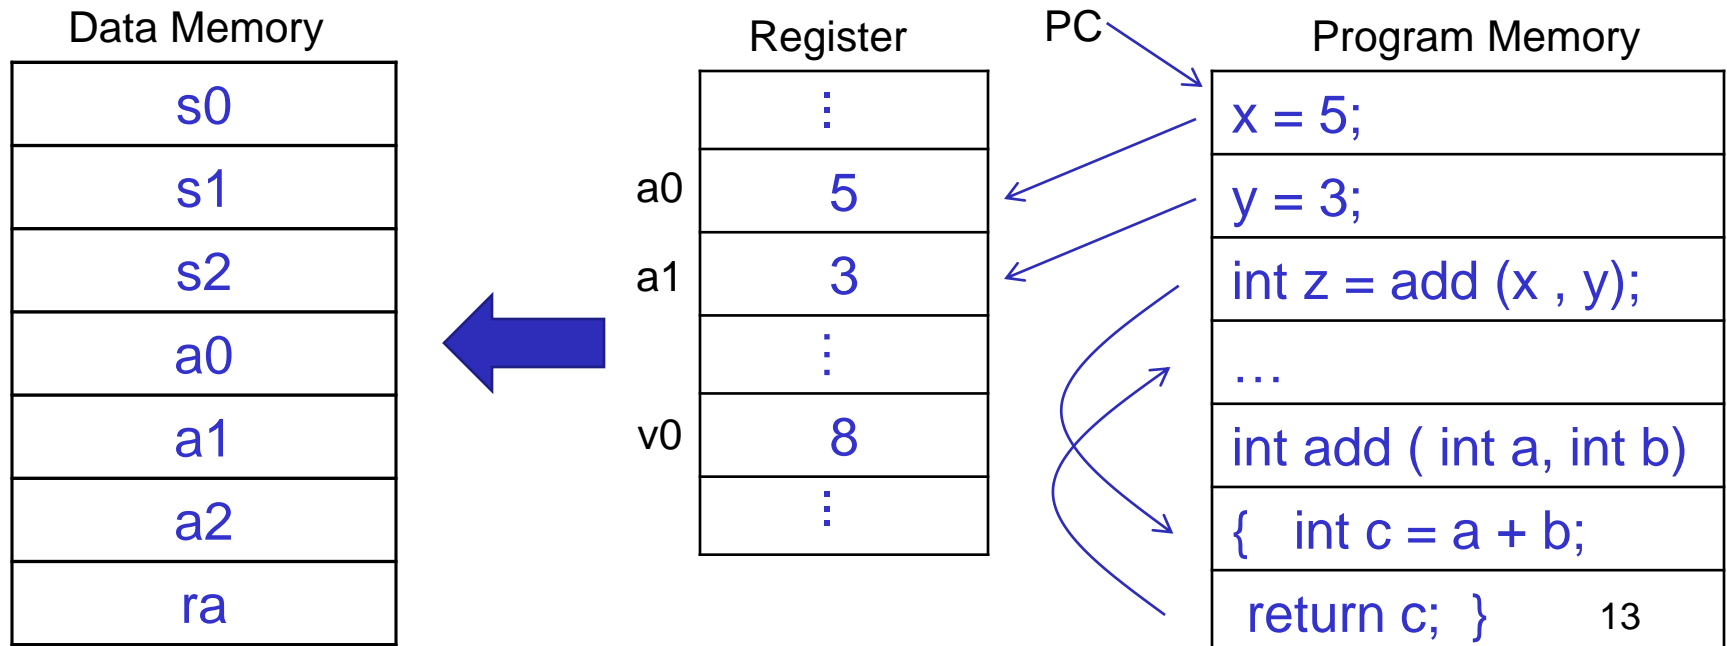 Data Memory
s0
s1
s2
a0
a1
a2
ra
Register
⋮
a0 5
a1 3
⋮
v0 8
⋮
PC
Program Memory
x = 5;
y = 3;
int z = add (x , y);
…
int add ( int a, int b)
{ int c = a + b;
return c; }
13